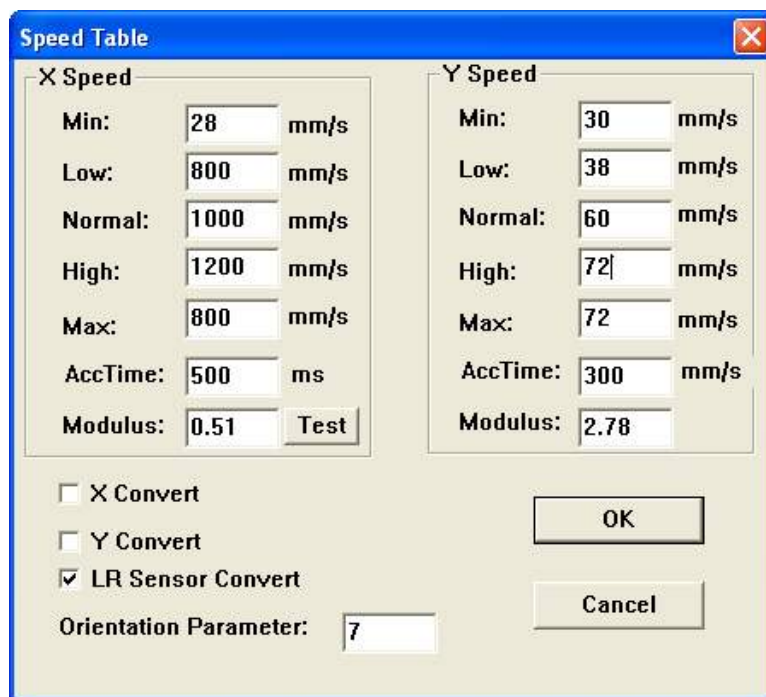 Speed Table
X Speed
Min: 28 mm/s
Low: 800 mm/s
Normal: 1000 mm/s
High: 1200 mm/s
Max: 800 mm/s
AccTime: 500 ms
Modulus: 0.51 Test
Y Speed
Min: 30 mm/s
Low: 38 mm/s
Normal: 60 mm/s
High: 72 mm/s
Max: 72 mm/s
AccTime: 300 mm/s
Modulus: 2.78
X Convert
Y Convert
LR Sensor Convert
Orientation Parameter: 7
OK
Cancel